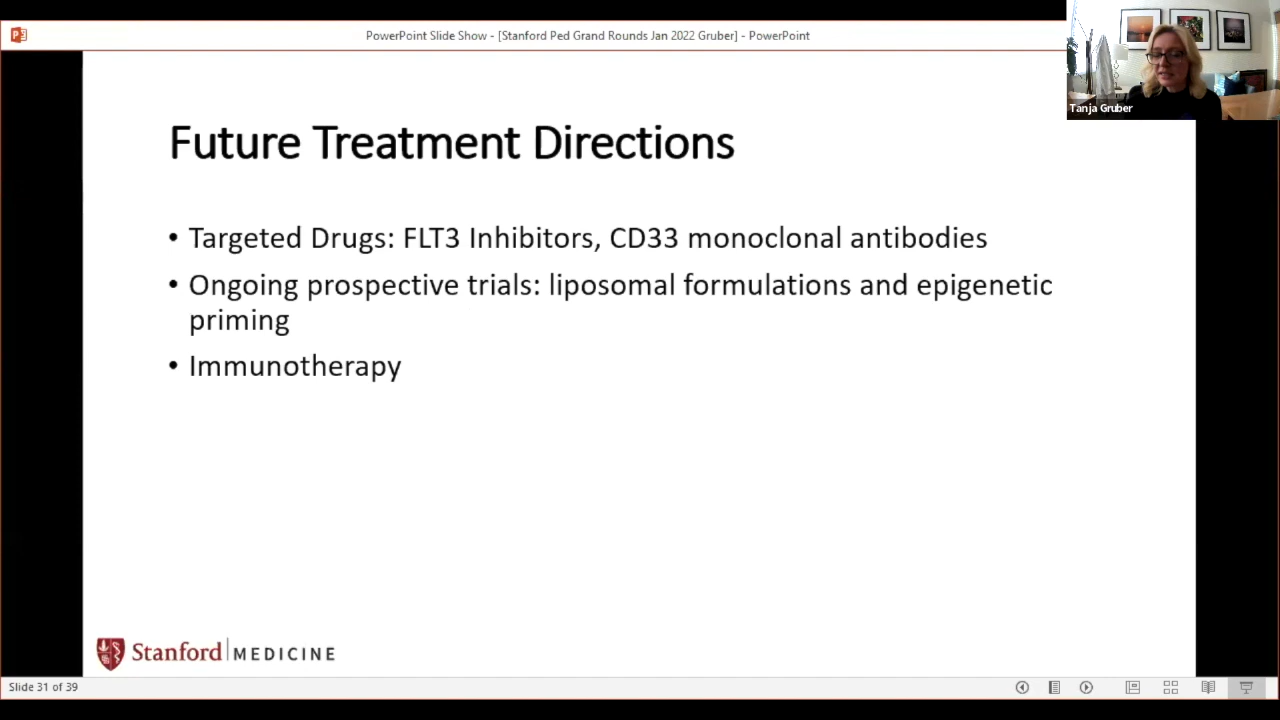 PowerPoint Slide Show - [Stanford Ped Grand Rounds Jan 2022 Gruber] - PowerPoint
Tanja Gruber
Future Treatment Directions
• Targeted Drugs: FLT3 Inhibitors, CD33 monoclonal antibodies
• Ongoing prospective trials: liposomal formulations and epigenetic
priming
• Immunotherapy
Stanford MEDICINE
Slide 31 of 39